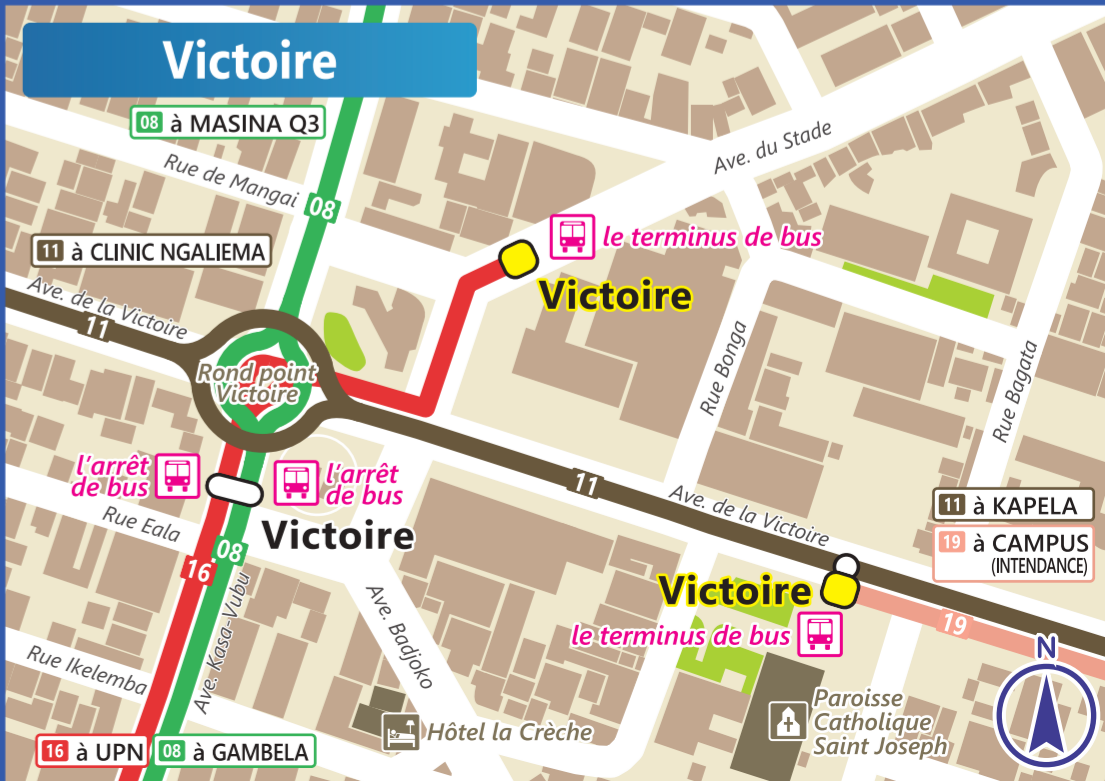 Victoire
08 à MASINA Q3
Rue de Mangai
08
Ave. du Stade
11 à CLINIC NGALIEMA
le terminus de bus
Victoire
Ave. de la Victoire
11
Rond point
Victoire
Rue Bonga
Rue Bagata
l'arrêt
de bus
l'arrêt
de bus
Victoire
11
Ave. de la Victoire
11 à KAPELA
19 à CAMPUS
(INTENDANCE)
Rue Eala
08
16
Ave. Kasa-Vubu
Ave. Badjoko
Victoire
le terminus de bus
19
N
Rue Ikelemba
Hôtel la Crèche
Paroisse
Catholique
Saint Joseph
16 à UPN
08 à GAMBELA